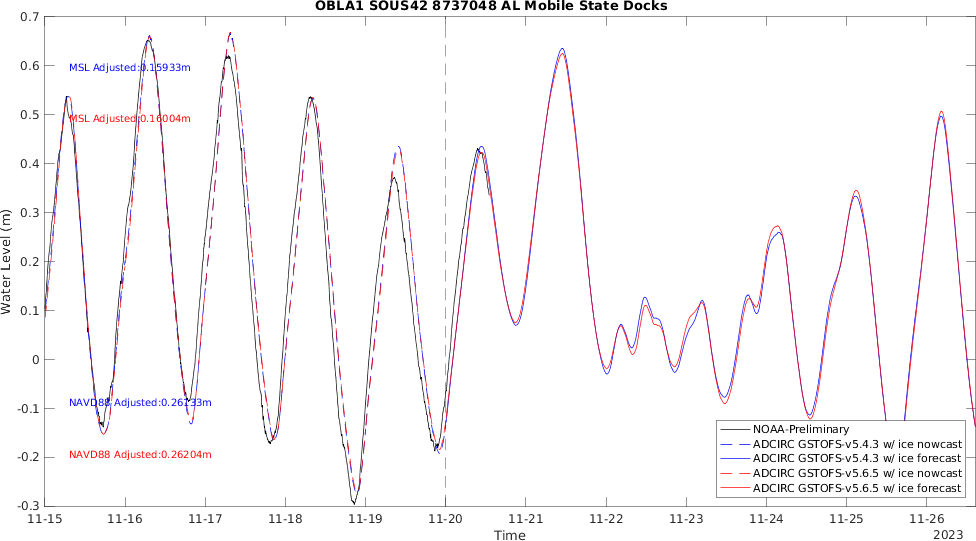 OBLA1 SOUS42 8737048 AL Mobile State Docks
Water Level (m)
0.7
0.6
0.5
0.4
0.3
0.2
0.1
0
-0.1
-0.2
-0.3
MSL Adjusted:0.15933m
MSL Adjusted:0.16004m
NAVD88 Adjusted:0.26133m
NAVD88 Adjusted:0.26204m
NOAA-Preliminary
ADCIRC GSTOFS-v5.4.3 w/ ice nowcast
ADCIRC GSTOFS-v5.4.3 w/ ice forecast
ADCIRC GSTOFS-v5.6.5 w/ ice nowcast
ADCIRC GSTOFS-v5.6.5 w/ ice forecast
11-15 11-16 11-17 11-18 11-19 11-20 11-21 11-22 11-23 11-24 11-25 11-26
Time
2023